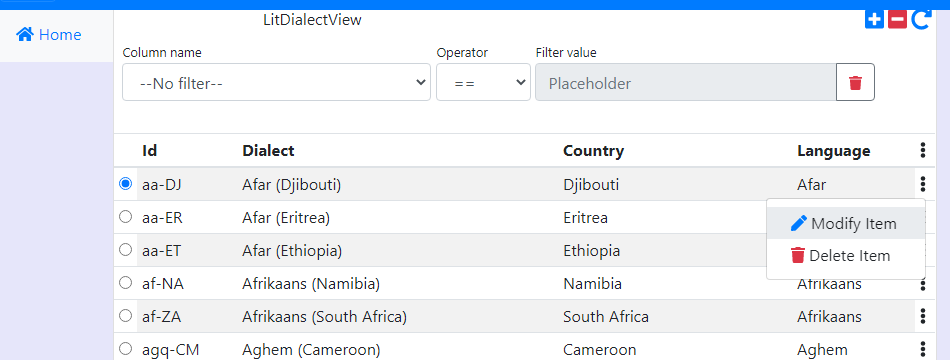 LitDialectView
Home
Column name Operator Filter value
--No filter-- == Placeholder
Id Dialect Country Language
aa-DJ Afar (Djibouti) Djibouti Afar
aa-ER Afar (Eritrea) Eritrea
Modify Item
aa-ET Afar (Ethiopia) Ethiopia
Delete Item
af-NA Afrikaans (Namibia) Namibia Afrikaans
af-ZA Afrikaans (South Africa) South Africa Afrikaans
agq-CM Aghem (Cameroon) Cameroon Aghem